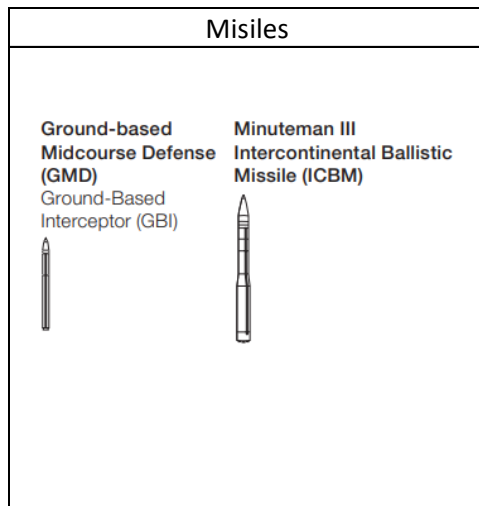 Misiles
Ground-based
Midcourse Defense
(GMD)
Ground-Based
Interceptor (GBI)
Minuteman III
Intercontinental Ballistic
Missile (ICBM)